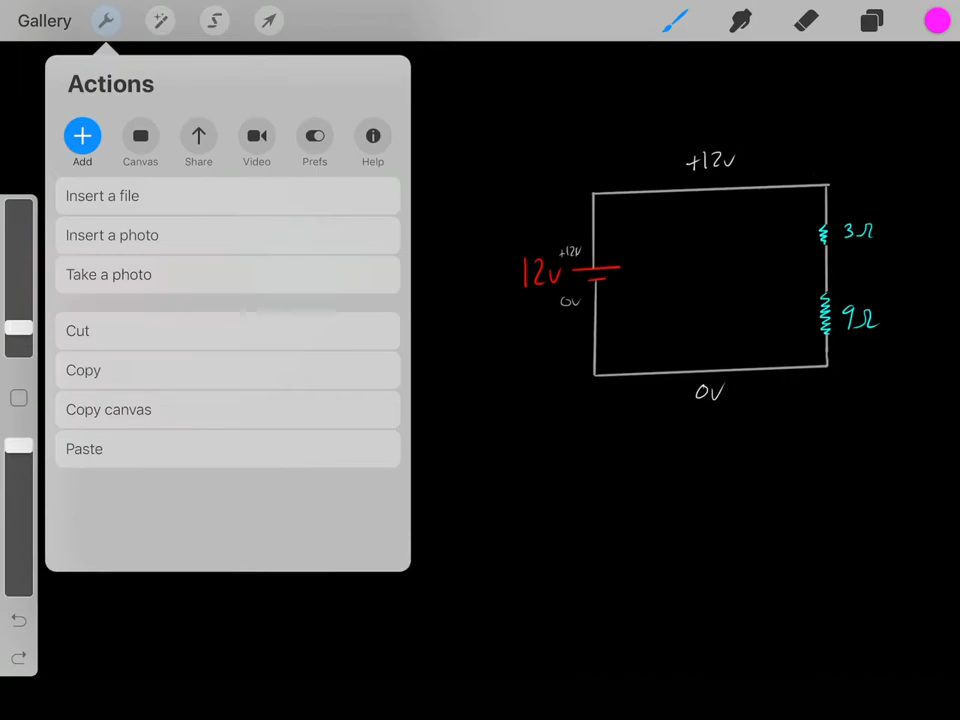 Gallery
Actions
Add Canvas Share Video Prefs Help
Insert a file
Insert a photo
Take a photo
Cut
Copy
Copy canvas
Paste
+12v
3Ω
+12v
12v
0v
9Ω
0v